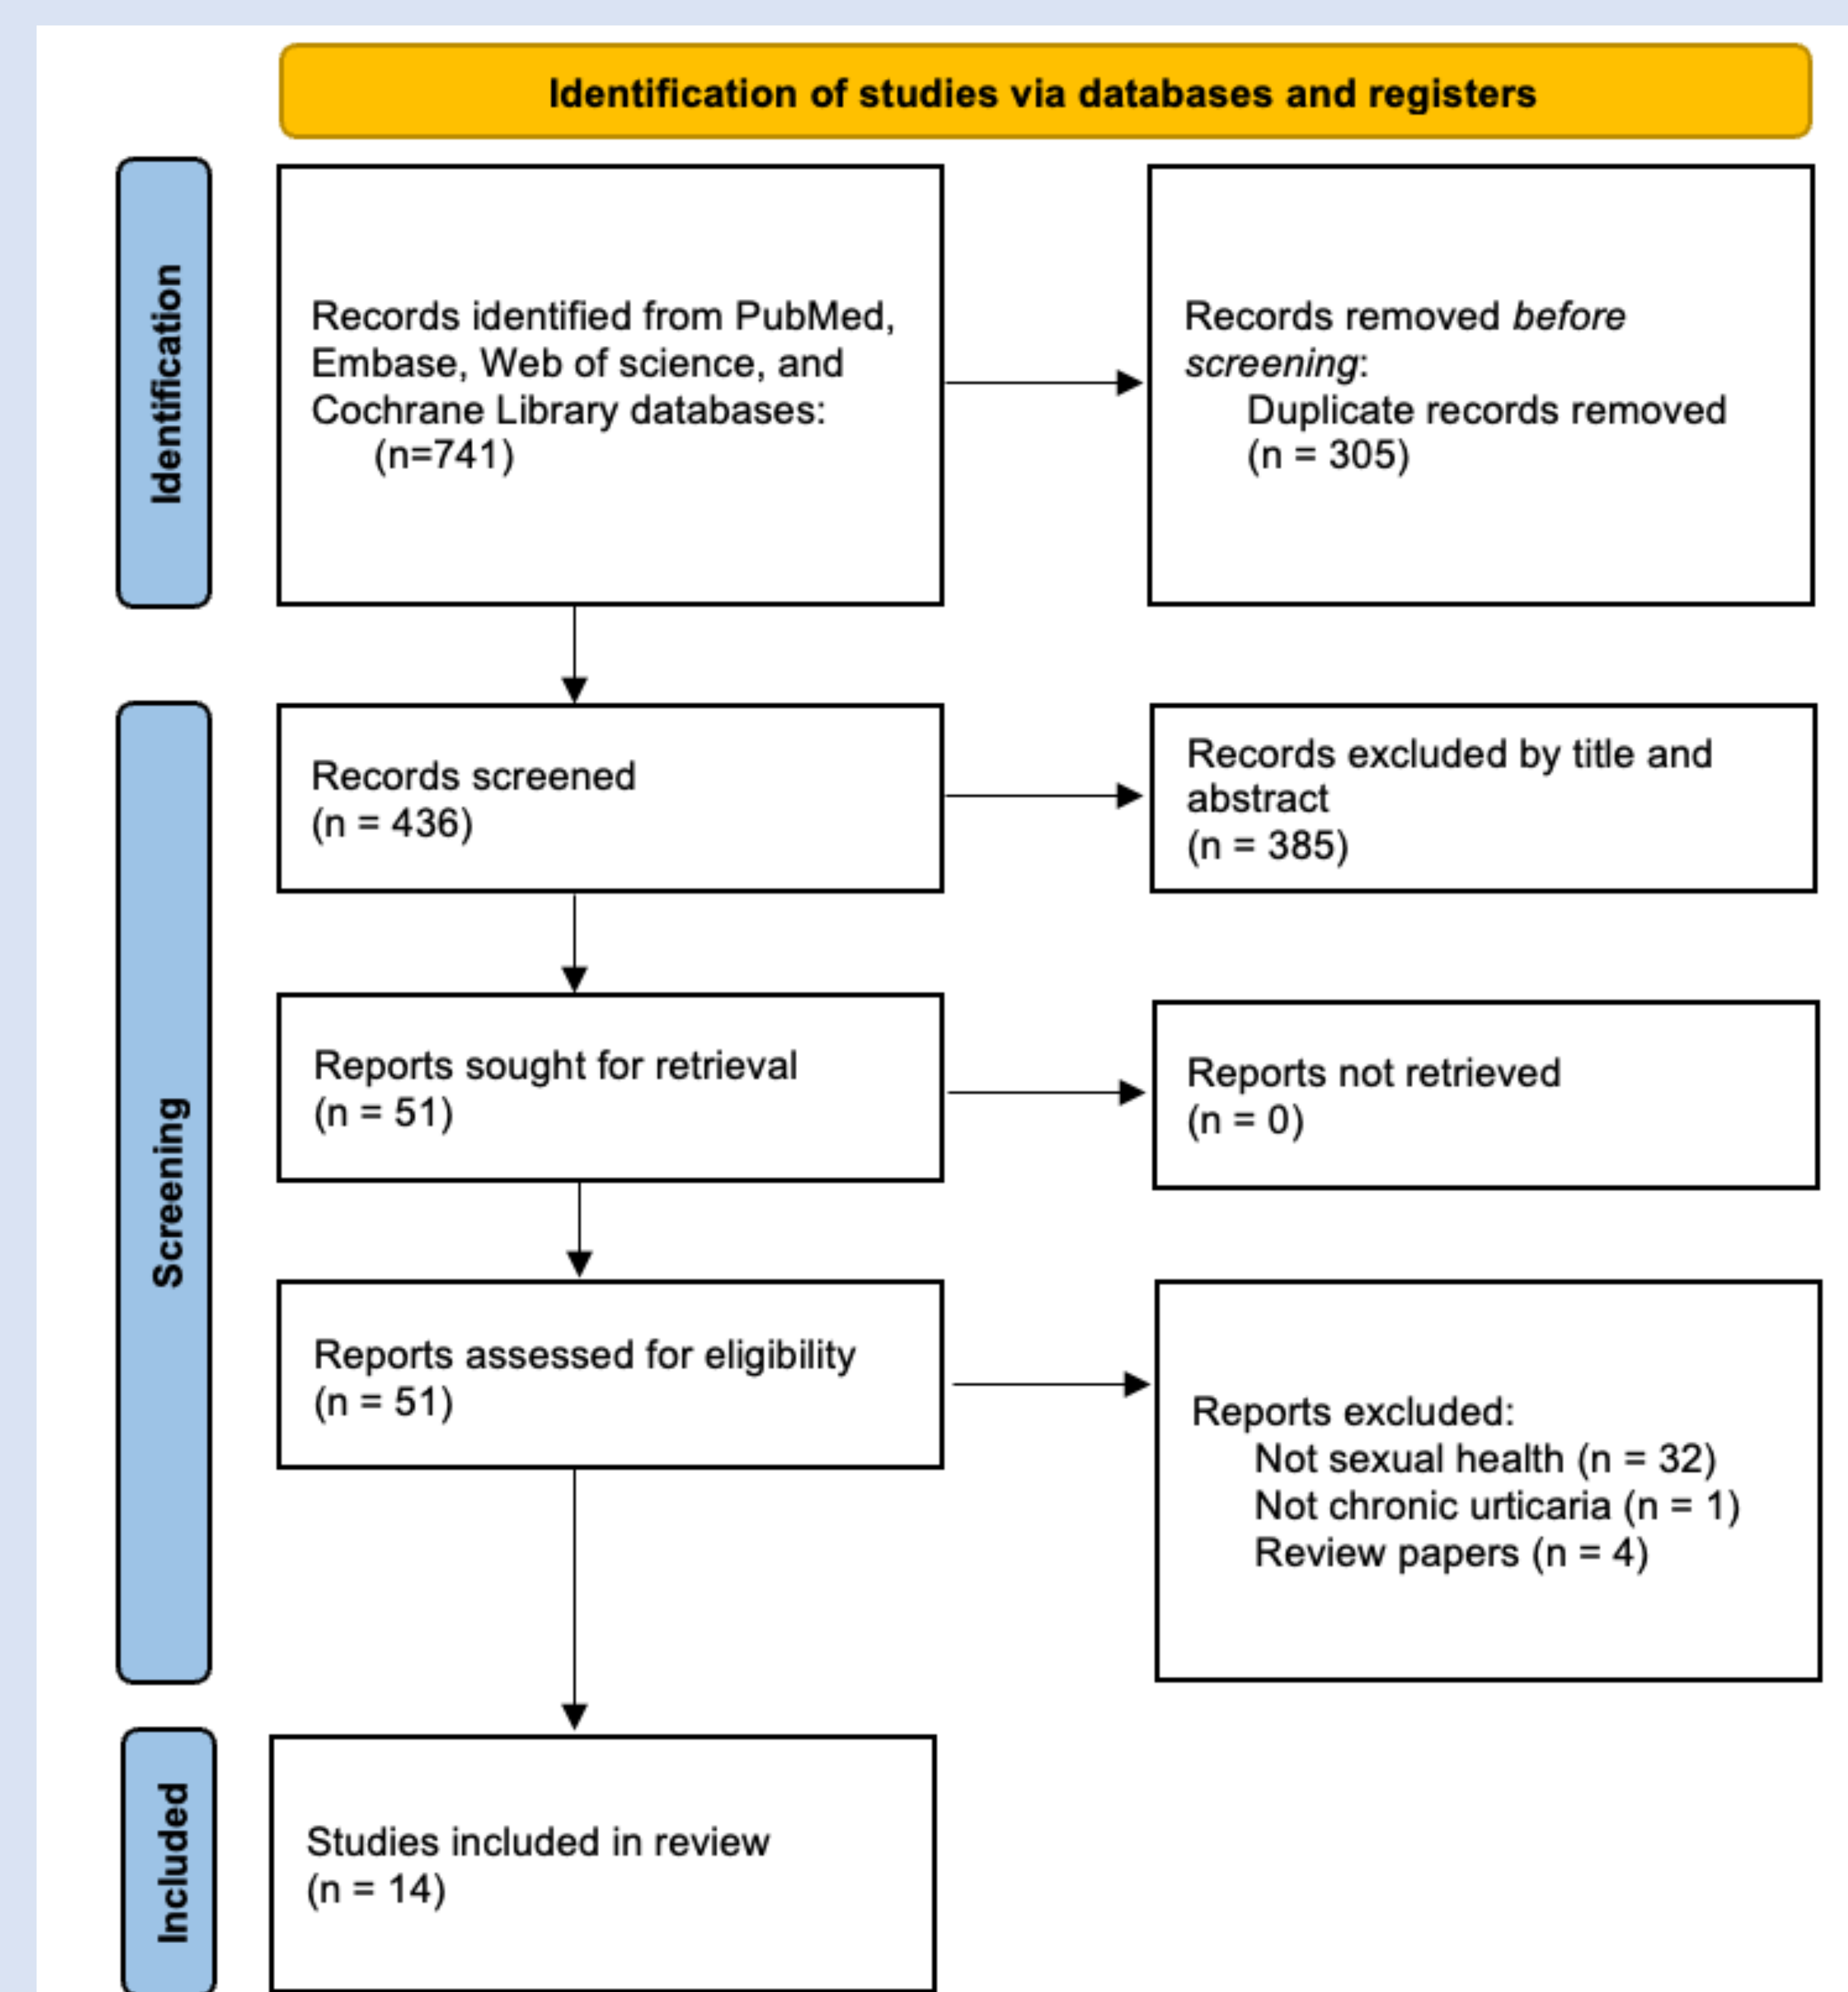 Identification of studies via databases and registers
Identification
Records identified from PubMed,
Embase, Web of science, and
Cochrane Library databases:
(n=741)
Records removed before
screening:
Duplicate records removed
(n = 305)
Screening
Records screened
(n = 436)
Records excluded by title and
abstract
(n = 385)
Reports sought for retrieval
(n = 51)
Reports not retrieved
(n = 0)
Reports assessed for eligibility
(n = 51)
Reports excluded:
Not sexual health (n = 32)
Not chronic urticaria (n = 1)
Review papers (n = 4)
Included
Studies included in review
(n = 14)